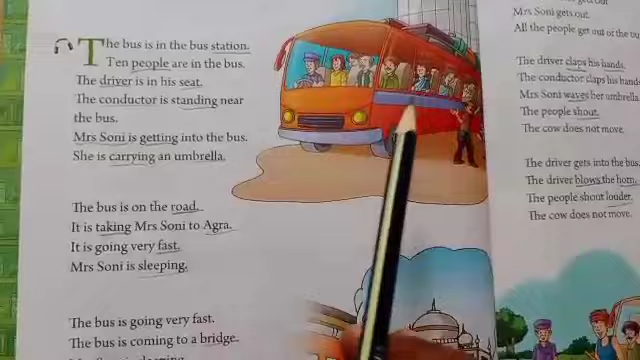 The bus is in the bus station.
Ten people are in the bus.
The driver is in his seat.
The conductor is standing near
the bus.
Mrs Soni is getting into the bus.
She is carrying an umbrella.
The bus is on the road.
It is taking Mrs Soni to Agra.
It is going very fast.
Mrs Soni is sleeping.
The bus is going very fast.
The bus is coming to a bridge.
Mrs Soni gets out.
All the people get out of the bu
The driver claps his hands.
The conductor claps his hands
Mrs Soni waves her umbrella
The people shout.
The cow does not move.
The driver gets into the bus.
The driver blows the horn.
The people shout louder.
The cow does not move.